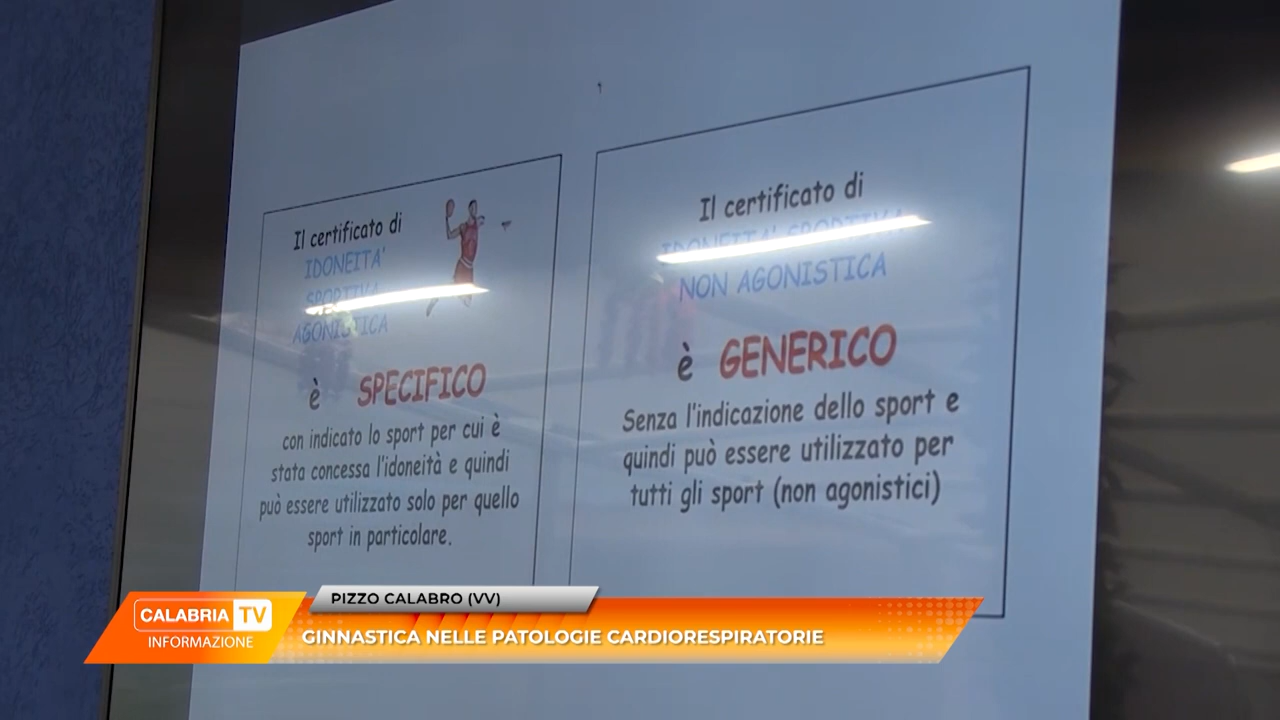 Il certificato di
IDONEITA'
SPORTIVA
AGONISTICA
è SPECIFICO
con indicato lo sport per cui è
stata concessa l'idoneità e quindi
può essere utilizzato solo per quello
sport in particolare.
Il certificato di
IDONEITA' SPORTIVA
NON AGONISTICA
è GENERICO
Senza l'indicazione dello sport e
quindi può essere utilizzato per
tutti gli sport (non agonistici)
PIZZO CALABRO (VV)
CALABRIA TV
INFORMAZIONE
GINNASTICA NELLE PATOLOGIE CARDIORESPIRATORIE